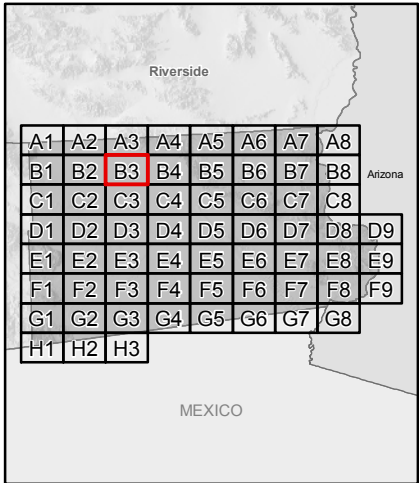 Riverside
A1 A2 A3 A4 A5 A6 A7 A8
B1 B2 B3 B4 B5 B6 B7 B8 Arizona
C1 C2 C3 C4 C5 C6 C7 C8
D1 D2 D3 D4 D5 D6 D7 D8 D9
E1 E2 E3 E4 E5 E6 E7 E8 E9
F1 F2 F3 F4 F5 F6 F7 F8 F9
G1 G2 G3 G4 G5 G6 G7 G8
H1 H2 H3
MEXICO